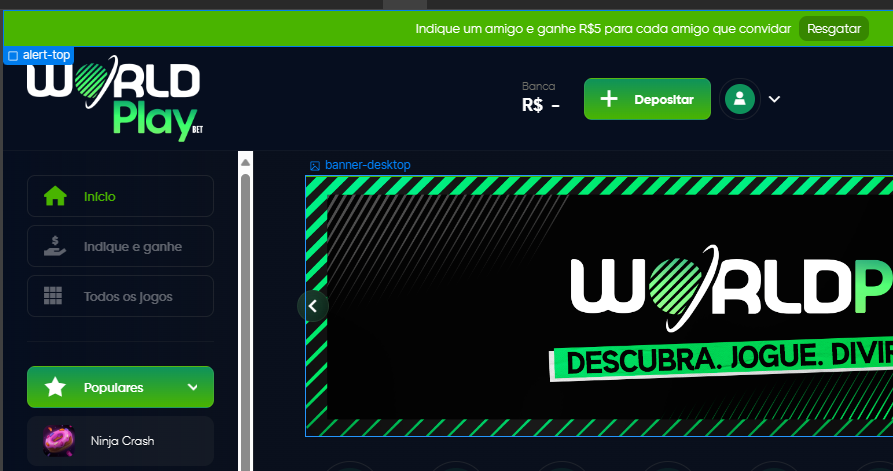 Indique um amigo e ganhe R$5 para cada amigo que convidar Resgatar
alert-top
WORLD
Play BET
Banca
R$ -
Depositar
banner-desktop
Início
Indique e ganhe
Todos os jogos
Populares
Ninja Crash
WORLDP
DESCUBRA. JOGUE. DIVIR